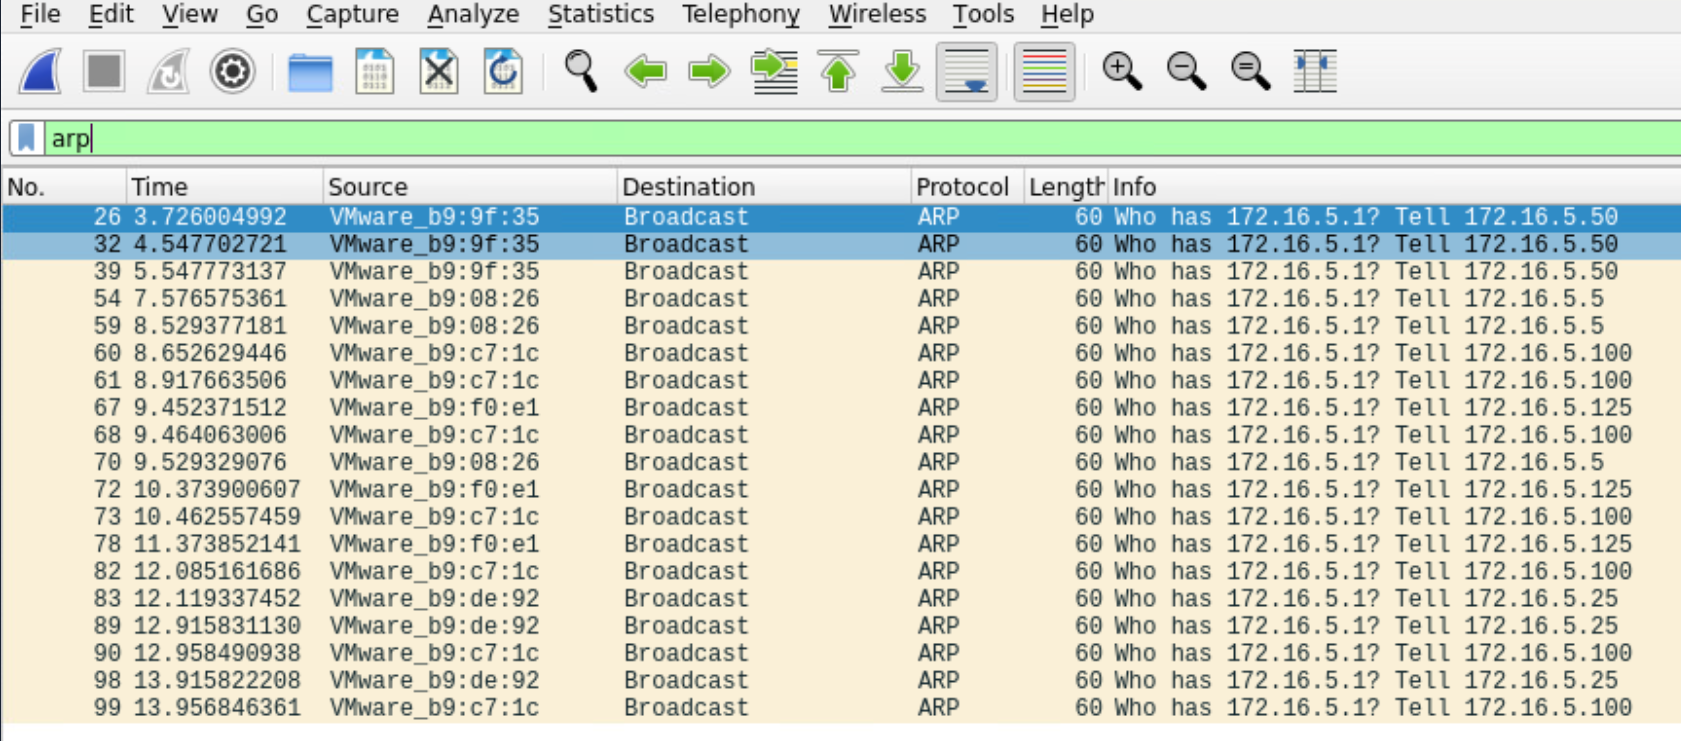 File Edit View Go Capture Analyze Statistics Telephony Wireless Tools Help
arp
No. Time Source Destination Protocol Length Info
26 3.726004992 VMware_b9:9f:35 Broadcast ARP 60 Who has 172.16.5.1? Tell 172.16.5.50
32 4.547702721 VMware_b9:9f:35 Broadcast ARP 60 Who has 172.16.5.1? Tell 172.16.5.50
39 5.547773137 VMware_b9:9f:35 Broadcast ARP 60 Who has 172.16.5.1? Tell 172.16.5.50
54 7.576575361 VMware_b9:08:26 Broadcast ARP 60 Who has 172.16.5.1? Tell 172.16.5.5
59 8.529377181 VMware_b9:08:26 Broadcast ARP 60 Who has 172.16.5.1? Tell 172.16.5.5
60 8.652629446 VMware_b9:c7:1c Broadcast ARP 60 Who has 172.16.5.1? Tell 172.16.5.100
61 8.917663506 VMware_b9:c7:1c Broadcast ARP 60 Who has 172.16.5.1? Tell 172.16.5.100
67 9.452371512 VMware_b9:f0:e1 Broadcast ARP 60 Who has 172.16.5.1? Tell 172.16.5.125
68 9.464063006 VMware_b9:c7:1c Broadcast ARP 60 Who has 172.16.5.1? Tell 172.16.5.100
70 9.529329076 VMware_b9:08:26 Broadcast ARP 60 Who has 172.16.5.1? Tell 172.16.5.5
72 10.373900607 VMware_b9:f0:e1 Broadcast ARP 60 Who has 172.16.5.1? Tell 172.16.5.125
73 10.462557459 VMware_b9:c7:1c Broadcast ARP 60 Who has 172.16.5.1? Tell 172.16.5.100
78 11.373852141 VMware_b9:f0:e1 Broadcast ARP 60 Who has 172.16.5.1? Tell 172.16.5.125
82 12.085161686 VMware_b9:c7:1c Broadcast ARP 60 Who has 172.16.5.1? Tell 172.16.5.100
83 12.119337452 VMware_b9:de:92 Broadcast ARP 60 Who has 172.16.5.1? Tell 172.16.5.25
89 12.915831130 VMware_b9:de:92 Broadcast ARP 60 Who has 172.16.5.1? Tell 172.16.5.25
90 12.958490938 VMware_b9:c7:1c Broadcast ARP 60 Who has 172.16.5.1? Tell 172.16.5.100
98 13.915822208 VMware_b9:de:92 Broadcast ARP 60 Who has 172.16.5.1? Tell 172.16.5.25
99 13.956846361 VMware_b9:c7:1c Broadcast ARP 60 Who has 172.16.5.1? Tell 172.16.5.100